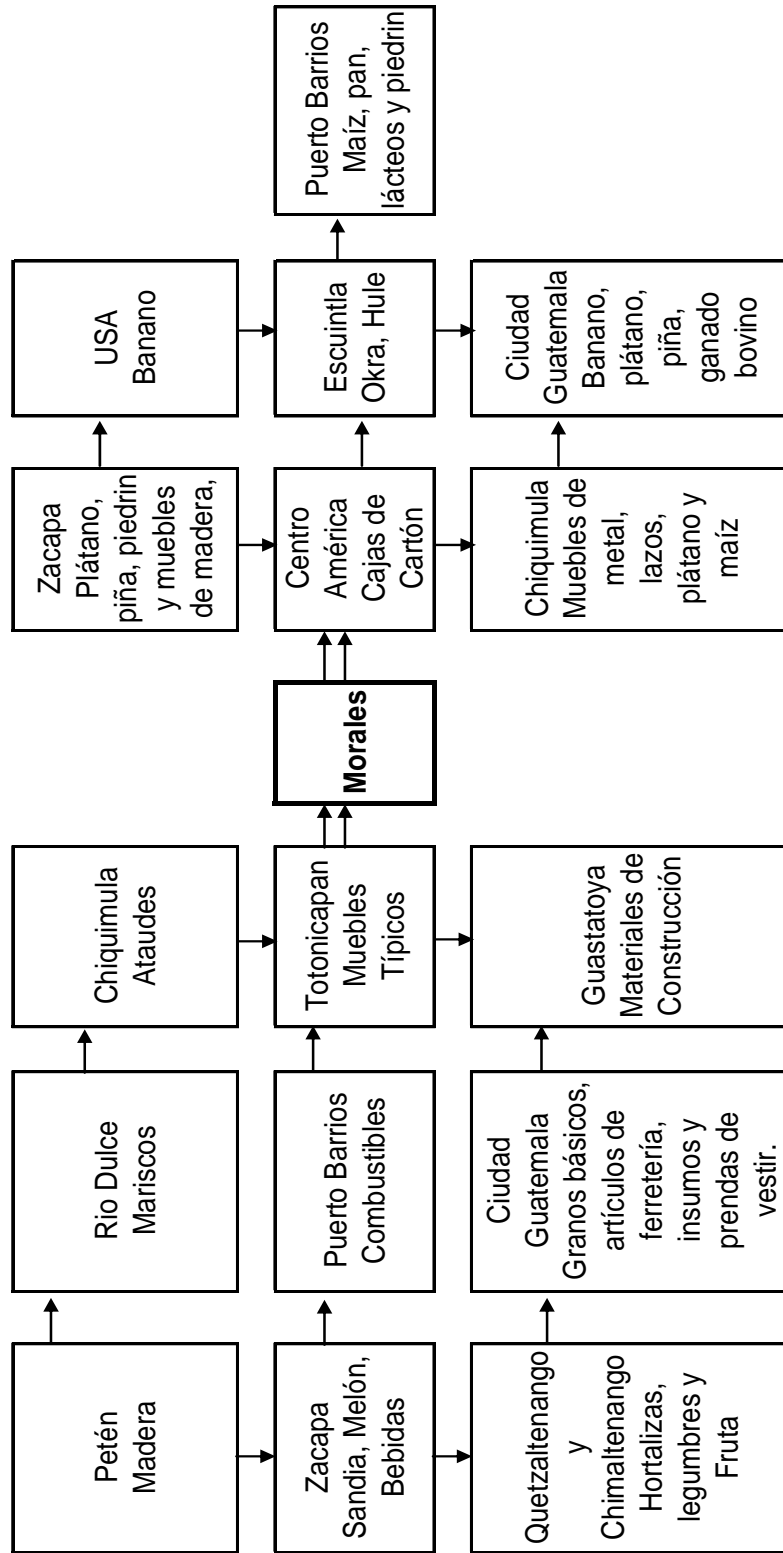 Petén
Madera
Rio Dulce
Mariscos
Chiquimula
Ataudes
Zacapa
Plátano,
piña, piedrin
y muebles
de madera,
USA
Banano
Zacapa
Sandia, Melón,
Bebidas
Puerto Barrios
Combustibles
Totonicapan
Muebles
Típicos
Morales
Centro
América
Cajas de
Cartón
Escuintla
Okra, Hule
Puerto Barrios
Maíz, pan,
lácteos y piedrin
Quetzaltenango
y
Chimaltenango
Hortalizas,
legumbres y
Fruta
Ciudad
Guatemala
Granos básicos,
artículos de
ferretería,
insumos y
prendas de
vestir.
Guastatoya
Materiales de
Construcción
Chiquimula
Muebles de
metal,
lazos,
plátano y
maíz
Ciudad
Guatemala
Banano,
plátano,
piña,
ganado
bovino